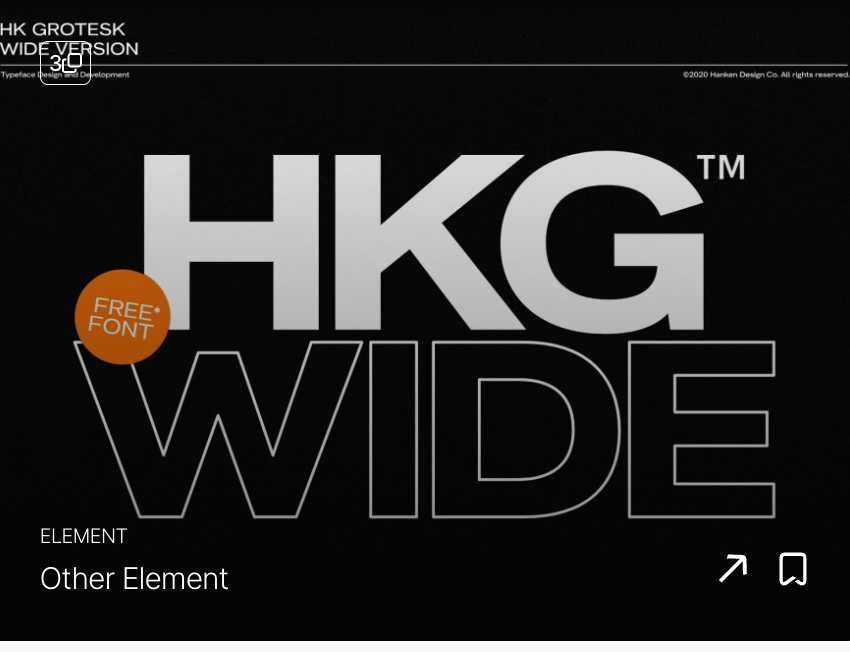 HK GROTESK
WIDE VERSION
3
Typeface Design and Development
©2020 Hanken Design Co. All rights reserved.
HKG™
FREE*
FONT
WIDE
ELEMENT
Other Element